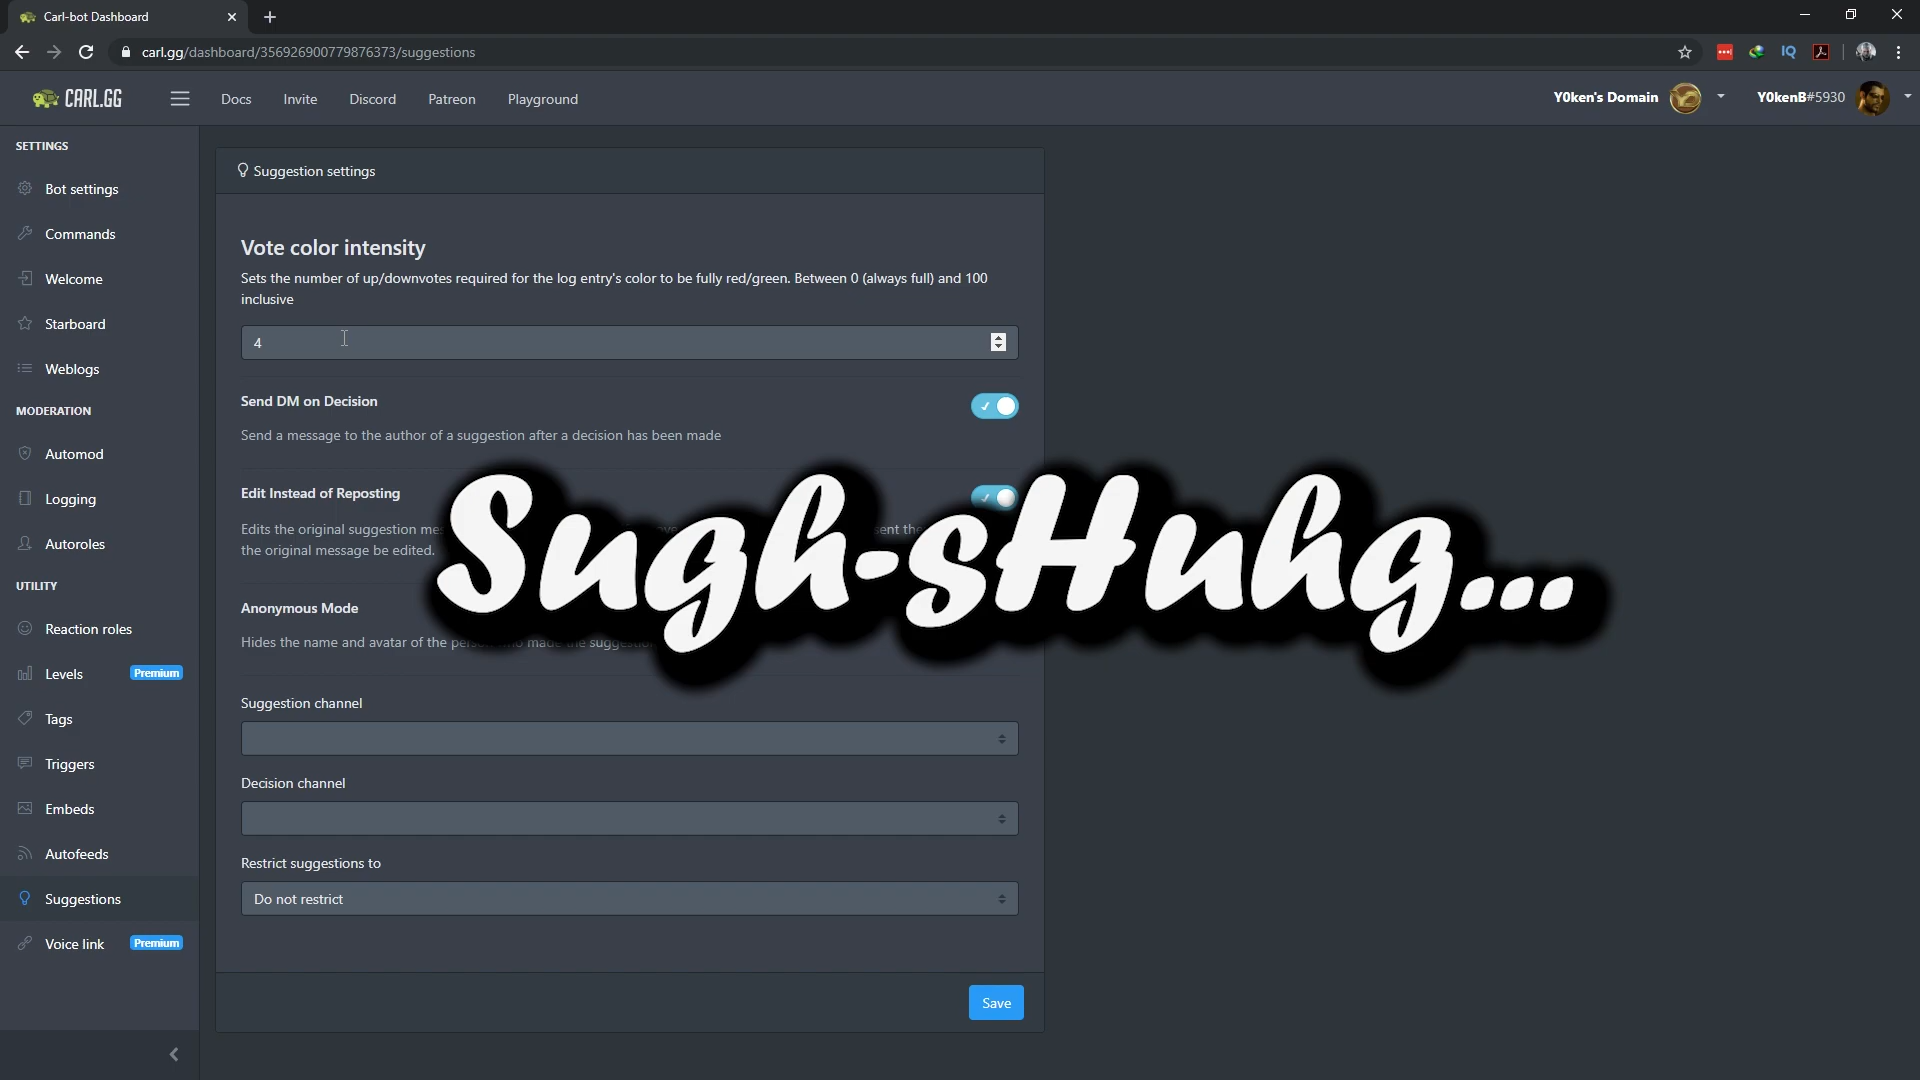 Carl-bot Dashboard
carl.gg/dashboard/356926900779876373/suggestions
IQ
CARL.GG
Docs
Invite
Discord
Patreon
Playground
Y0ken's Domain
Y0kenB#5930
SETTINGS
Bot settings
Commands
Welcome
Starboard
Weblogs
MODERATION
Automod
Logging
Autoroles
UTILITY
Reaction roles
Levels Premium
Tags
Triggers
Embeds
Autofeeds
Suggestions
Voice link Premium
Suggestion settings
Vote color intensity
Sets the number of up/downvotes required for the log entry's color to be fully red/green. Between 0 (always full) and 100
inclusive
4
Send DM on Decision
Send a message to the author of a suggestion after a decision has been made
Edit Instead of Reposting
Edits the original suggestion
the original message be edited.
Sugh-sHuhg...
Anonymous Mode
Hides the name and avatar of the person who made the suggestion
Suggestion channel
Decision channel
Restrict suggestions to
Do not restrict
Save